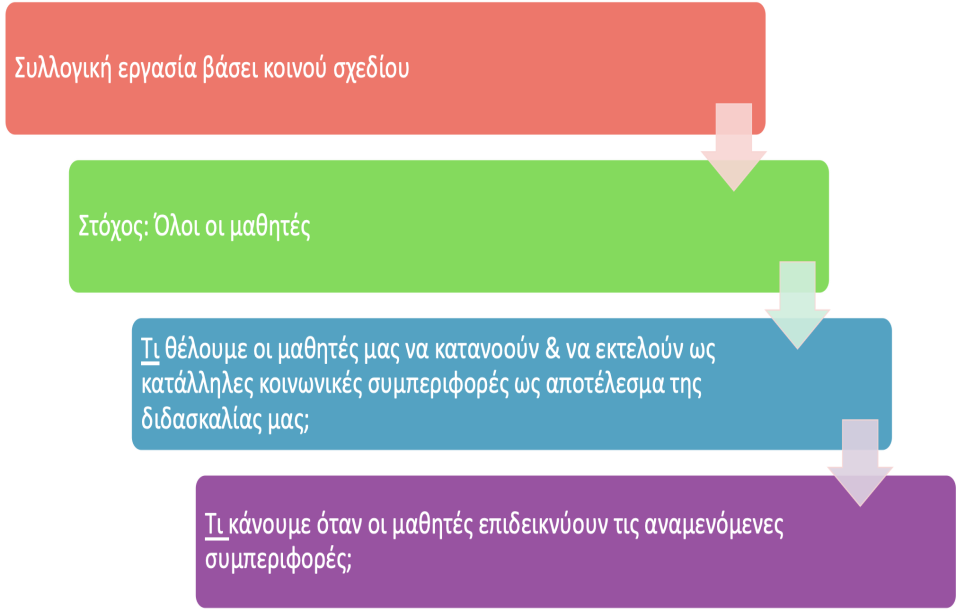 Συλλογική εργασία βάσει κοινού σχεδίου
Στόχος: Όλοι οι μαθητές
Τι θέλουμε οι μαθητές μας να κατανοούν & να εκτελούν ως
κατάλληλες κοινωνικές συμπεριφορές ως αποτέλεσμα της
διδασκαλίας μας;
Τι κάνουμε όταν οι μαθητές επιδεικνύουν τις αναμενόμενες
συμπεριφορές;